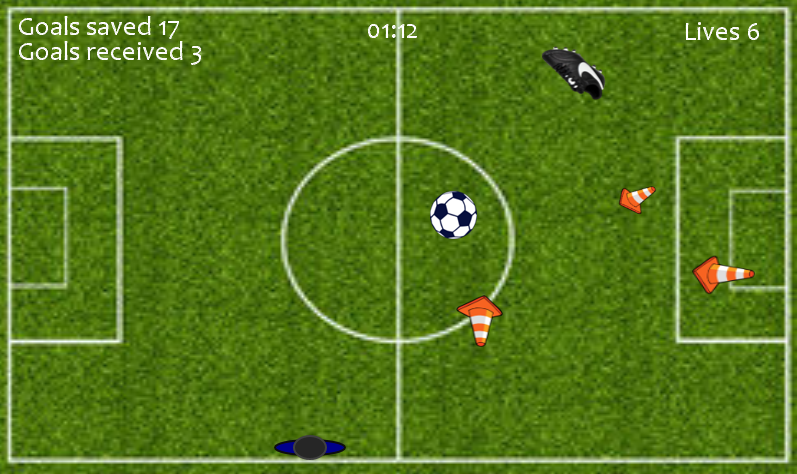 Goals saved 17
Goals received 3
01:12
Lives 6